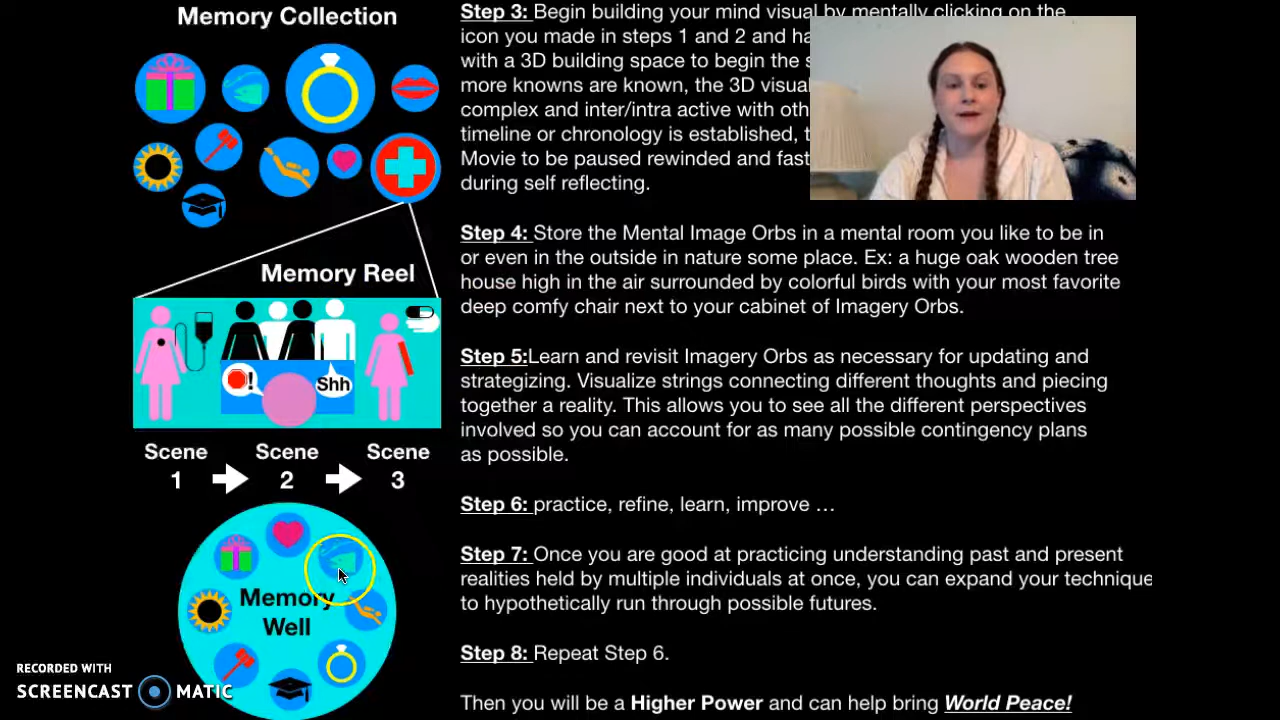 Memory Collection
Memory Reel
!
Shh
Scene
1
Scene
2
Scene
3
Memory
Well
RECORDED WITH
SCREENCAST MATIC
Step 3: Begin building your mind visual by mentally clicking on the
icon you made in steps 1 and 2 and
with a 3D building space to begin the
more knowns are known, the 3D
complex and inter/intra active with
timeline or chronology is established,
Movie to be paused rewinded and
during self reflecting.
Step 4: Store the Mental Image Orbs in a mental room you like to be in
or even in the outside in nature some place. Ex: a huge oak wooden tree
house high in the air surrounded by colorful birds with your most favorite
deep comfy chair next to your cabinet of Imagery Orbs.
Step 5:Learn and revisit Imagery Orbs as necessary for updating and
strategizing. Visualize strings connecting different thoughts and piecing
together a reality. This allows you to see all the different perspectives
involved so you can account for as many possible contingency plans
as possible.
Step 6: practice, refine, learn, improve …
Step 7: Once you are good at practicing understanding past and present
realities held by multiple individuals at once, you can expand your technique
to hypothetically run through possible futures.
Step 8: Repeat Step 6.
Then you will be a Higher Power and can help bring World Peace!